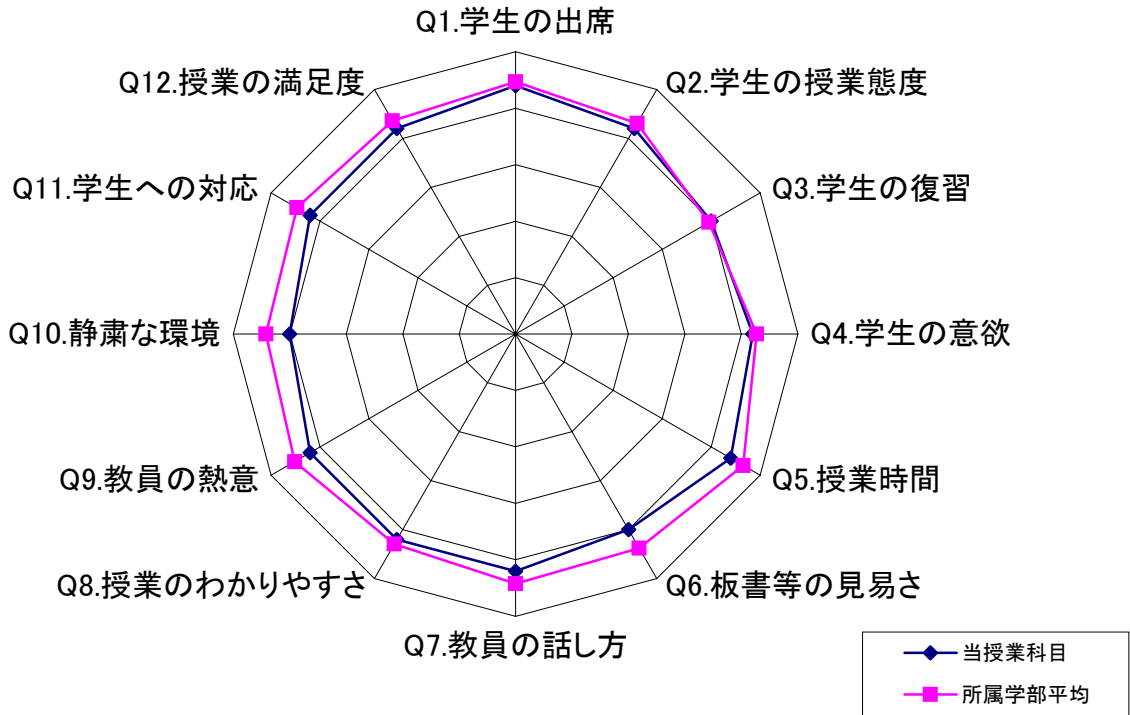 Q1.学生の出席
Q2.学生の授業態度
Q3.学生の復習
Q4.学生の意欲
Q5.授業時間
Q6.板書等の見易さ
Q7.教員の話し方
Q8.授業のわかりやすさ
Q9.教員の熱意
Q10.静粛な環境
Q11.学生への対応
Q12.授業の満足度
当授業科目
所属学部平均